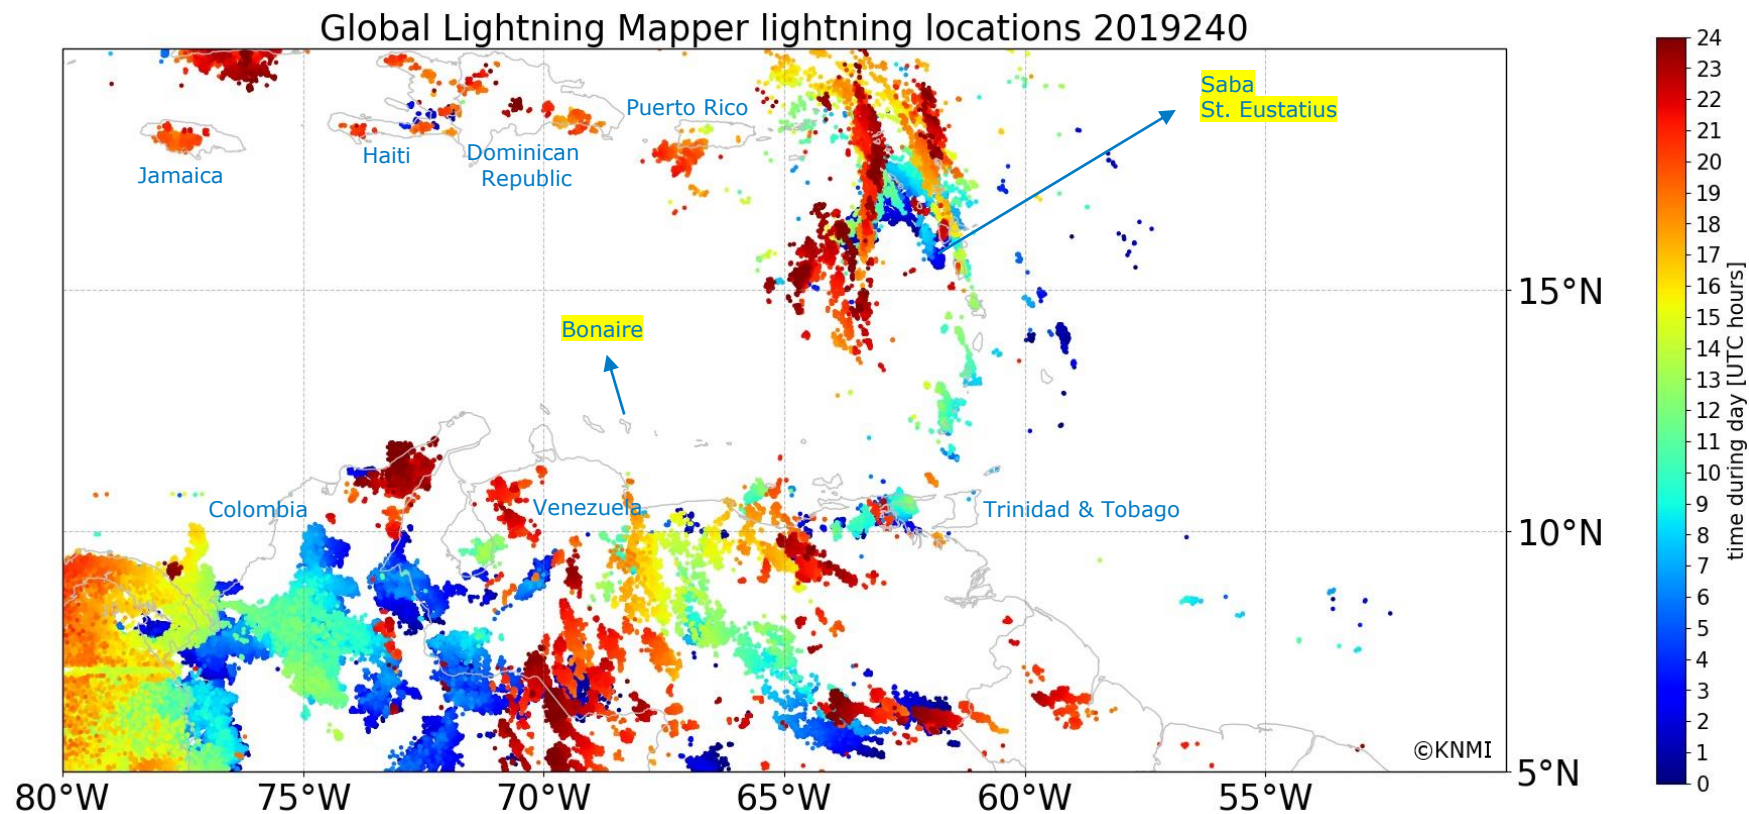 Global Lightning Mapper lightning locations 2019240
Saba
St. Eustatius
Puerto Rico
Jamaica
Haiti
Dominican
Republic
Bonaire
Colombia
Venezuela
Trinidad & Tobago
©KNMI
15°N
10°N
5°N
80°W
75°W
70°W
65°W
60°W
55°W
24
23
22
21
20
19
18
17
16
15
14
13
12
11
10
9
8
7
6
5
4
3
2
1
0
time during day [UTC hours]